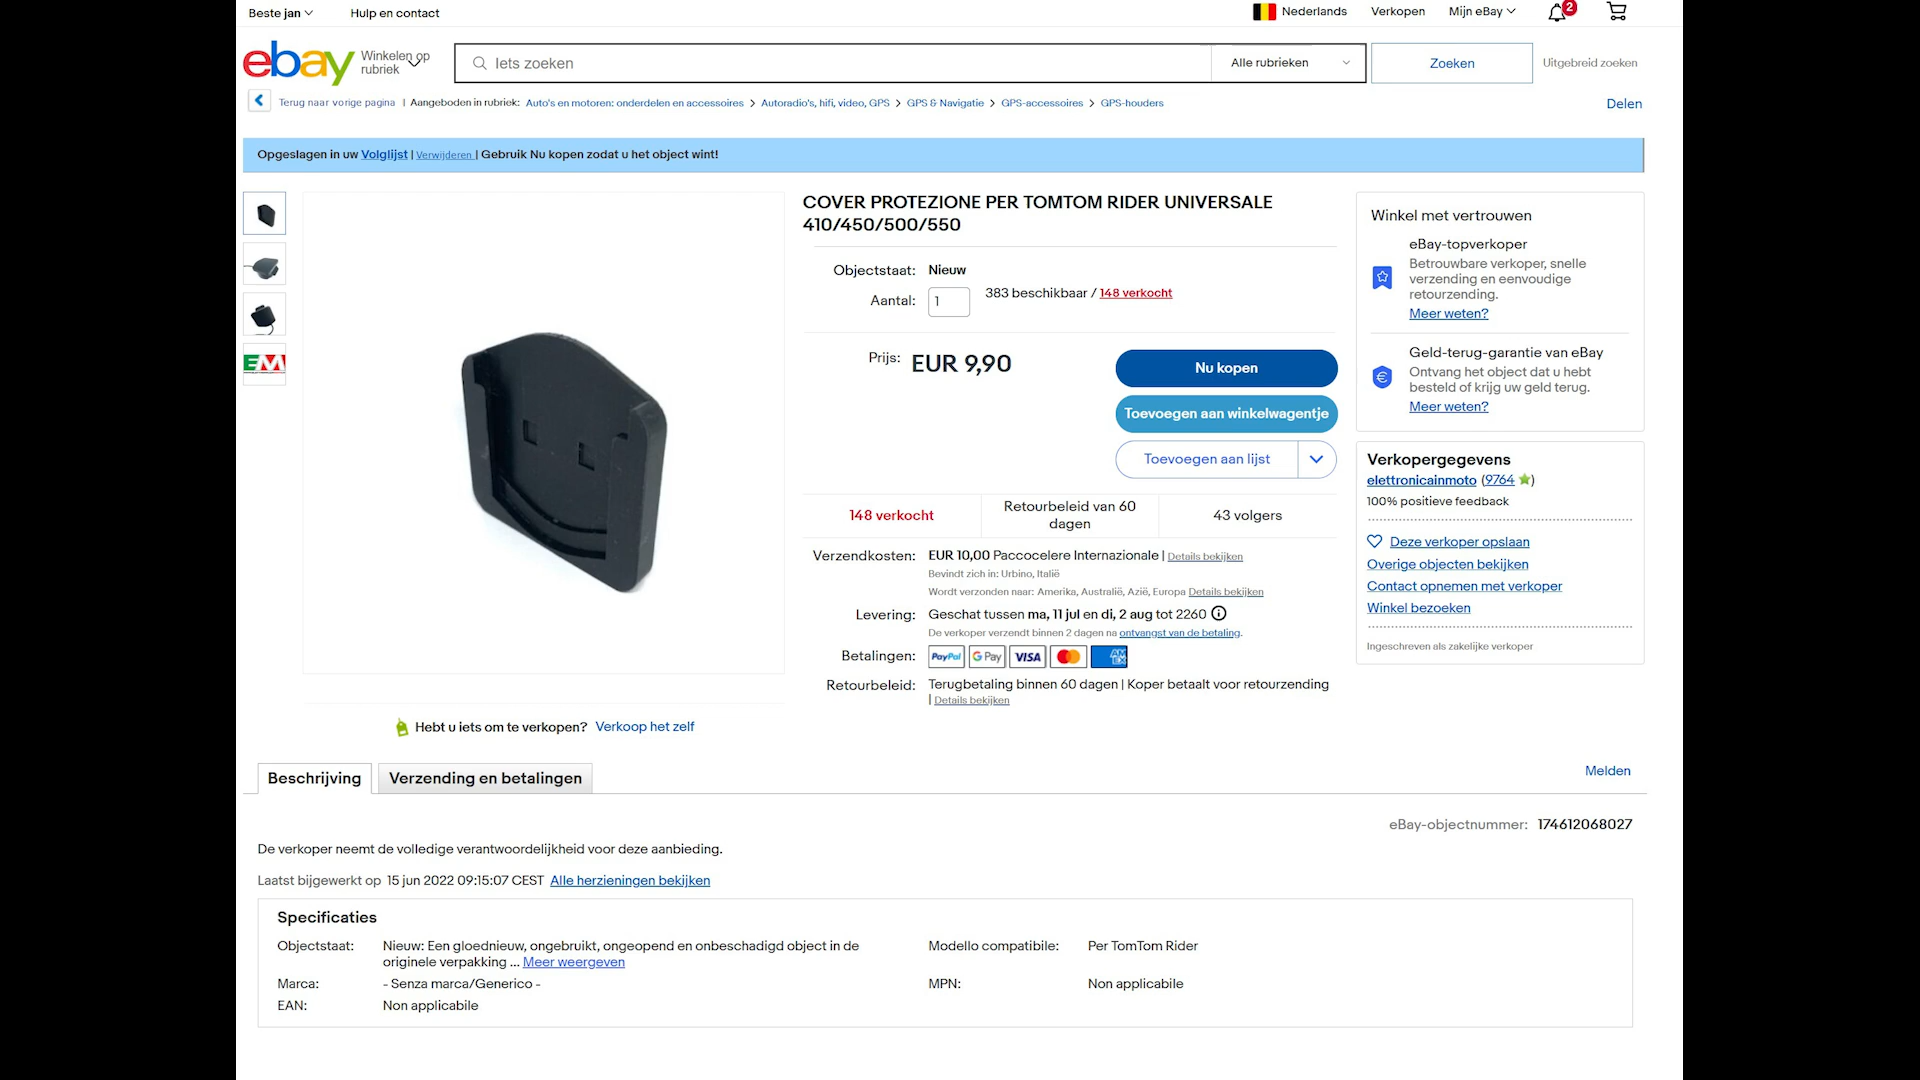 Beste jan
Hulp en contact
Nederlands
Verkopen
Mijn eBay
2
ebay
Winkelen op
rubriek
Iets zoeken
Alle rubrieken
Zoeken
Uitgebreid zoeken
Terug naar vorige pagina | Aangeboden in rubriek: Auto's en motoren: onderdelen en accessoires > Autoradio's, hifi, video, GPS > GPS & Navigatie > GPS-accessoires > GPS-houders
Delen
Opgeslagen in uw Volglijst | Verwijderen | Gebruik Nu kopen zodat u het object wint!
EM
COVER PROTEZIONE PER TOMTOM RIDER UNIVERSALE
410/450/500/550
Objectstaat: Nieuw
Aantal: 1 383 beschikbaar / 148 verkocht
Prijs: EUR 9,90
Nu kopen
Toevoegen aan winkelwagentje
Toevoegen aan lijst
148 verkocht
Retourbeleid van 60
dagen
43 volgers
Verzendkosten: EUR 10,00 Paccocelere Internazionale | Details bekijken
Bevindt zich in: Urbino, Italië
Wordt verzonden naar: Amerika, Australië, Azië, Europa Details bekijken
Levering: Geschat tussen ma, 11 jul en di, 2 aug tot 2260
De verkoper verzendt binnen 2 dagen na ontvangst van de betaling.
Betalingen: PayPal G Pay VISA AMEX
Retourbeleid: Terugbetaling binnen 60 dagen | Koper betaalt voor retourzending
| Details bekijken
Winkel met vertrouwen
eBay-topverkoper
Betrouwbare verkoper, snelle
verzending en eenvoudige
retourzending.
Meer weten?
Geld-terug-garantie van eBay
Ontvang het object dat u hebt
besteld of krijg uw geld terug.
Meer weten?
Verkopergegevens
elettronicainmoto (9764)
100% positieve feedback
Deze verkoper opslaan
Overige objecten bekijken
Contact opnemen met verkoper
Winkel bezoeken
Ingeschreven als zakelijke verkoper
Hebt u iets om te verkopen? Verkoop het zelf
Beschrijving
Verzending en betalingen
Melden
eBay-objectnummer: 174612068027
De verkoper neemt de volledige verantwoordelijkheid voor deze aanbieding.
Laatst bijgewerkt op 15 jun 2022 09:15:07 CEST Alle herzieningen bekijken
Specificaties
Objectstaat: Nieuw: Een gloednieuw, ongebruikt, ongeopend en onbeschadigd object in de
originele verpakking ... Meer weergeven
Modello compatibile: Per TomTom Rider
Marca: - Senza marca/Generico -
MPN: Non applicabile
EAN: Non applicabile